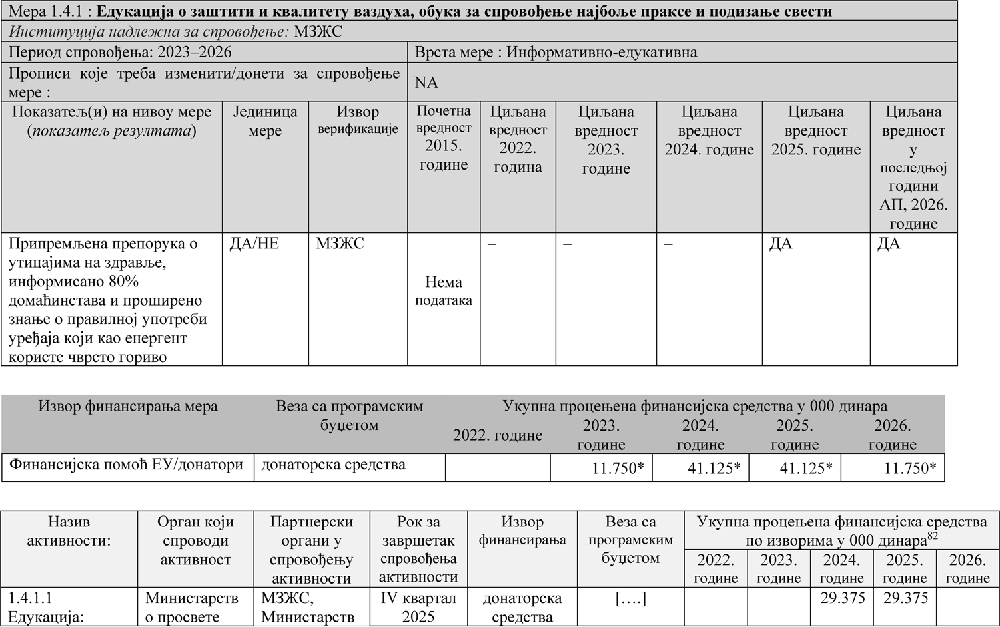 Мера 1.4.1 : Едукација о заштити и квалитету ваздуха, обука за спровођење најбоље праксе и подизање свести
Институција надлежна за спровођење: МЗЖС
Период спровођења: 2023–2026
Врста мере : Информативно-едукативна
Прописи које треба изменити/донети за спровођење
мере :
NA
Показатељ(и) на нивоу мере
(показатељ резултата)
Јединица
мере
Извор
верификације
Почетна
вредност
2015.
године
Циљана
вредност
2022.
година
Циљана
вредност
2023.
године
Циљана
вредност
2024. године
Циљана
вредност
2025. године
Циљана
вредност
у
последњој
години
АП, 2026.
године
Припремљена препорука о
утицајима на здравље,
информисано 80%
домаћинстава и проширено
знање о правилној употреби
уређаја који као енергент
користе чврсто гориво
ДА/НЕ
МЗЖС
Нема
података
–
–
–
ДА
ДА
Извор финансирања мера
Веза са програмским
буџетом
Укупна процењена финансијска средства у 000 динара
2022. године
2023.
године
2024.
године
2025.
године
2026.
године
Финансијска помоћ ЕУ/донатори
донаторска средства
11.750*
41.125*
41.125*
11.750*
Назив
активности:
Орган који
спроводи
активност
Партнерски
органи у
спровођењу
активности
Рок за
завршетак
спровођења
активности
Извор
финансирања
Веза са
програмским
буџетом
Укупна процењена финансијска средства
по изворима у 000 динара82
2022.
године
2023.
године
2024.
године
2025.
године
2026.
године
1.4.1.1
Едукација:
Министарств
о просвете
МЗЖС,
Министарств
IV квартал
2025
донаторска
средства
[….]
29.375
29.375